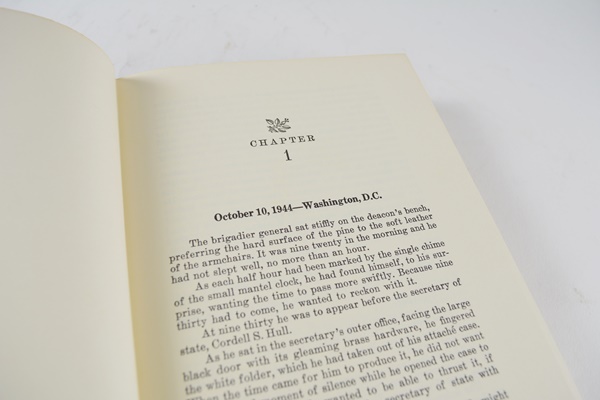 CHAPTER
1
October 10, 1944—Washington, D.C.
The brigadier general sat stiffly on the deacon's bench,
preferring the hard surface of the pine to the soft leather
of the armchairs. It was nine twenty in the morning and he
had not slept well, no more than an hour.
As each half hour had been marked by the single chime
of the small mantel clock, he had found himself, to his sur-
prise, wanting the time to pass more swiftly. Because nine
thirty had to come, he wanted to reckon with it.
At nine thirty he was to appear before the secretary of
state, Cordell S. Hull.
As he sat in the secretary's outer office, facing the large
black door with its gleaming brass hardware, he fingered
the white folder, which he had taken out of his attaché case.
When the time came for him to produce it, he did not want
moment of silence while he opened the case to
wanted to be able to thrust it, if
secretary of state with
might